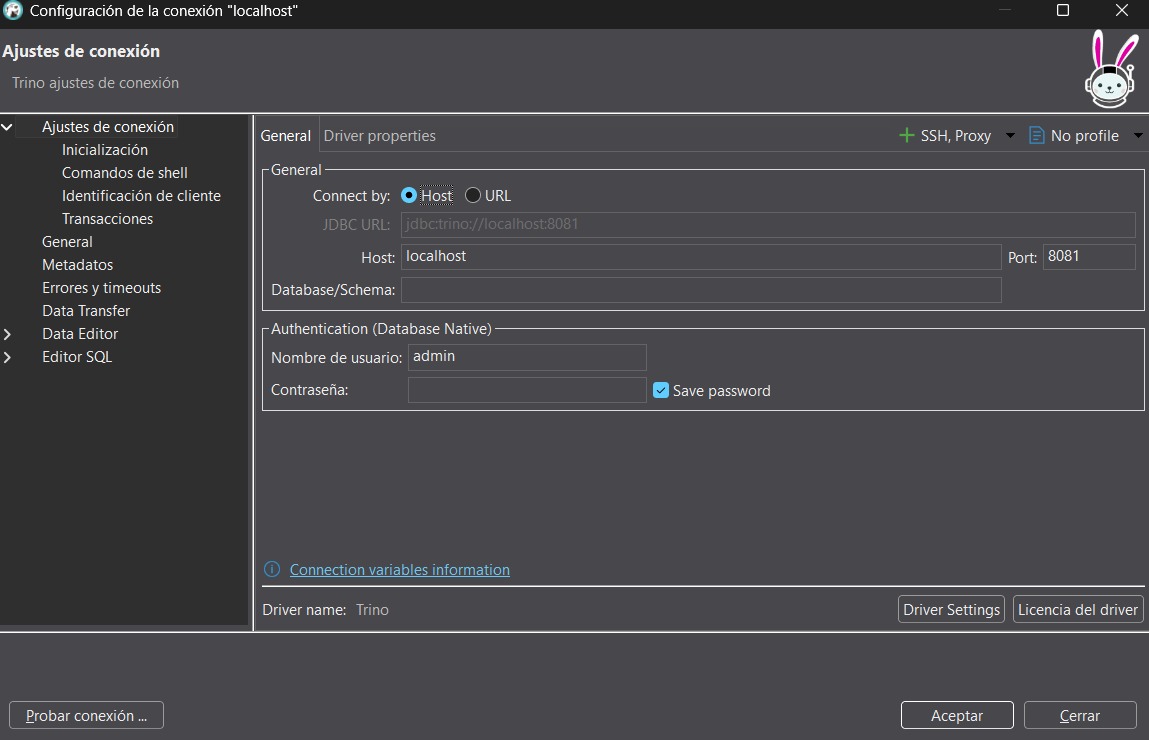 Configuración de la conexión "localhost"
Ajustes de conexión
Trino ajustes de conexión
Ajustes de conexión
Inicialización
Comandos de shell
Identificación de cliente
Transacciones
General
Metadatos
Errores y timeouts
Data Transfer
Data Editor
Editor SQL
General Driver properties SSH, Proxy No profile
General
Connect by: Host URL
JDBC URL: jdbc:trino://localhost:8081
Host: localhost Port: 8081
Database/Schema:
Authentication (Database Native)
Nombre de usuario: admin
Contraseña: Save password
Connection variables information
Driver name: Trino Driver Settings Licencia del driver
Probar conexión ... Aceptar Cerrar